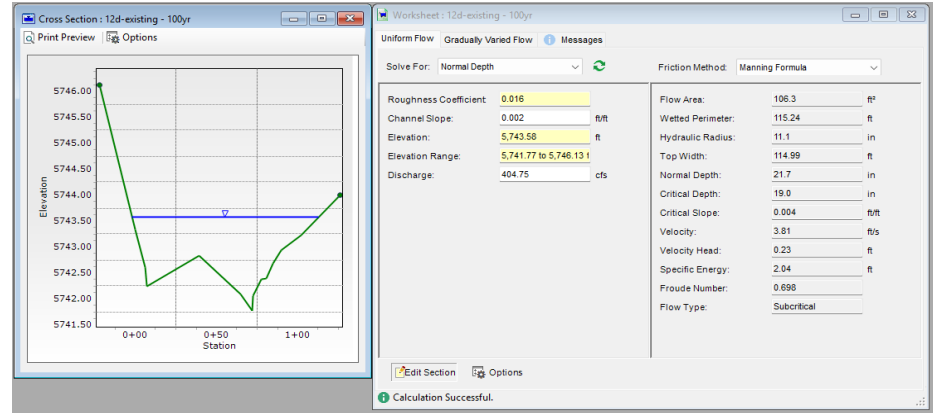 Cross Section : 12d-existing - 100yr
Print Preview Options
5746.00
5745.50
5745.00
5744.50
5744.00
5743.50
5743.00
5742.50
5742.00
5741.50
Elevation
0+00 0+50 1+00
Station
Worksheet : 12d-existing - 100yr
Uniform Flow Gradually Varied Flow Messages
Solve For: Normal Depth Friction Method: Manning Formula
Roughness Coefficient 0.016
Channel Slope: 0.002 ft/ft
Elevation: 5,743.58 ft
Elevation Range: 5,741.77 to 5,746.13 f
Discharge: 404.75 cfs
Flow Area: 106.3 ft²
Wetted Perimeter: 115.24 ft
Hydraulic Radius: 11.1 in
Top Width: 114.99 ft
Normal Depth: 21.7 in
Critical Depth: 19.0 in
Critical Slope: 0.004 ft/ft
Velocity: 3.81 ft/s
Velocity Head: 0.23 ft
Specific Energy: 2.04 ft
Froude Number: 0.698
Flow Type: Subcritical
Edit Section Options
Calculation Successful.